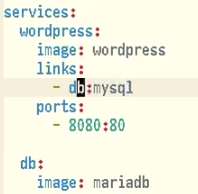 services:
  wordpress:
    image: wordpress
    links:
      - db:mysql
    ports:
      - 8080:80

  db:
    image: mariadb